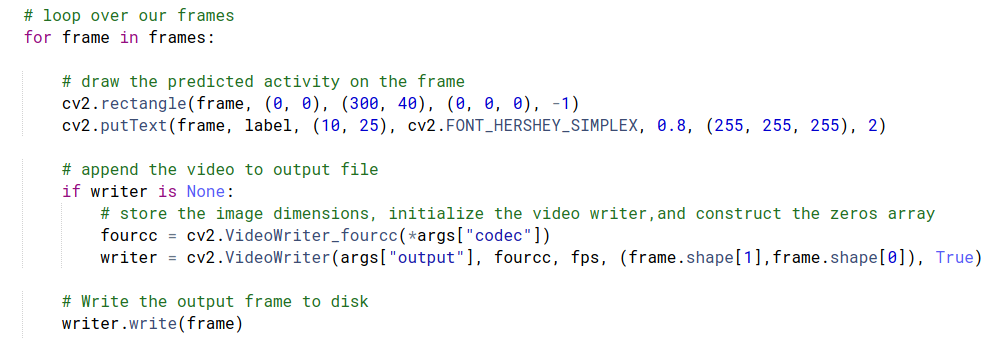 # loop over our frames
for frame in frames:
# draw the predicted activity on the frame
cv2.rectangle(frame, (0, 0), (300, 40), (0, 0, 0), -1)
cv2.putText(frame, label, (10, 25), cv2.FONT_HERSHEY_SIMPLEX, 0.8, (255, 255, 255), 2)
# append the video to output file
if writer is None:
# store the image dimensions, initialize the video writer,and construct the zeros array
fourcc = cv2.VideoWriter_fourcc(*args["codec"])
writer = cv2.VideoWriter(args["output"], fourcc, fps, (frame.shape[1],frame.shape[0]), True)
# Write the output frame to disk
writer.write(frame)